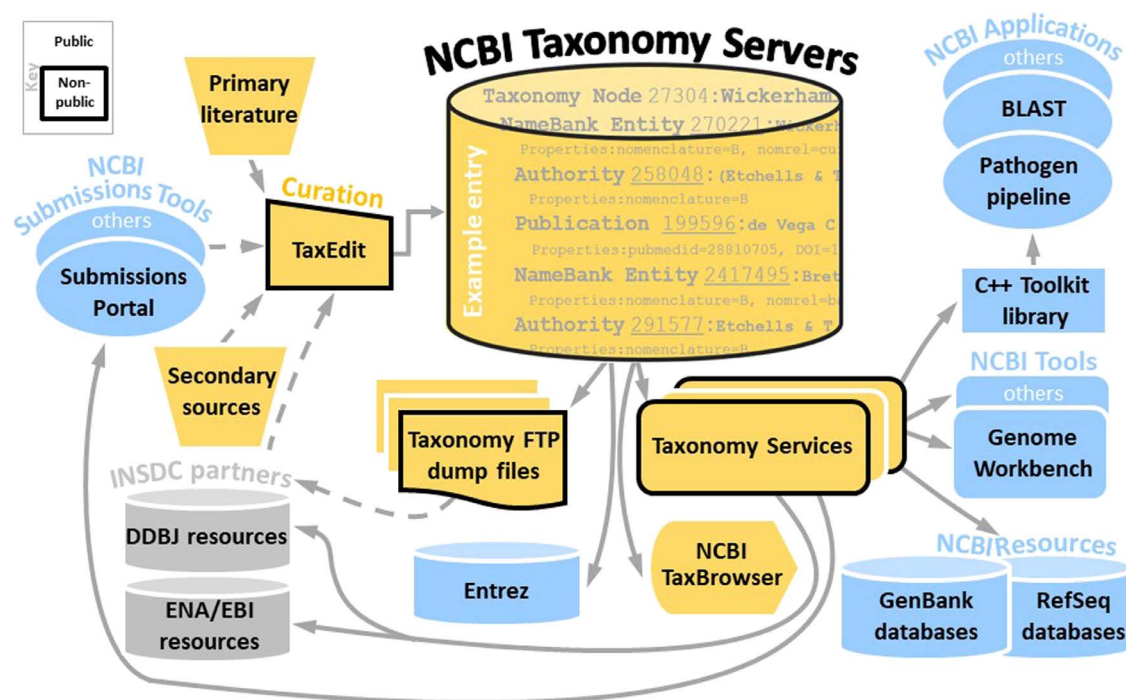 Public
Key
Non-
public
Primary
literature
NCBI Taxonomy Servers
NCBI Applications
others
BLAST
Pathogen
pipeline
NCBI
Submissions Tools
others
Submissions
Portal
Curation
TaxEdit
Example entry
Taxonomy Node 27304:Wickerham
NameBank Entity 270221:Wickerh
Properties:nomenclature=B, nomrel=cu
Authority 258048:(Etchells & T
Properties:nomenclature=B
Publication 199596:de Vega C
Properties:pubmedid=28810705, DOI=1
NameBank Entity 2417495:Bret
Properties:nomenclature=B, nomrel=b
Authority 291577:Etchells & T
Properties:nomenclature=B
C++ Toolkit
library
Secondary
sources
Taxonomy FTP
dump files
Taxonomy Services
NCBI Tools
others
Genome
Workbench
INSDC partners
DDBJ resources
ENA/EBI
resources
Entrez
NCBI
TaxBrowser
NCBIResources
GenBank
databases
RefSeq
databases